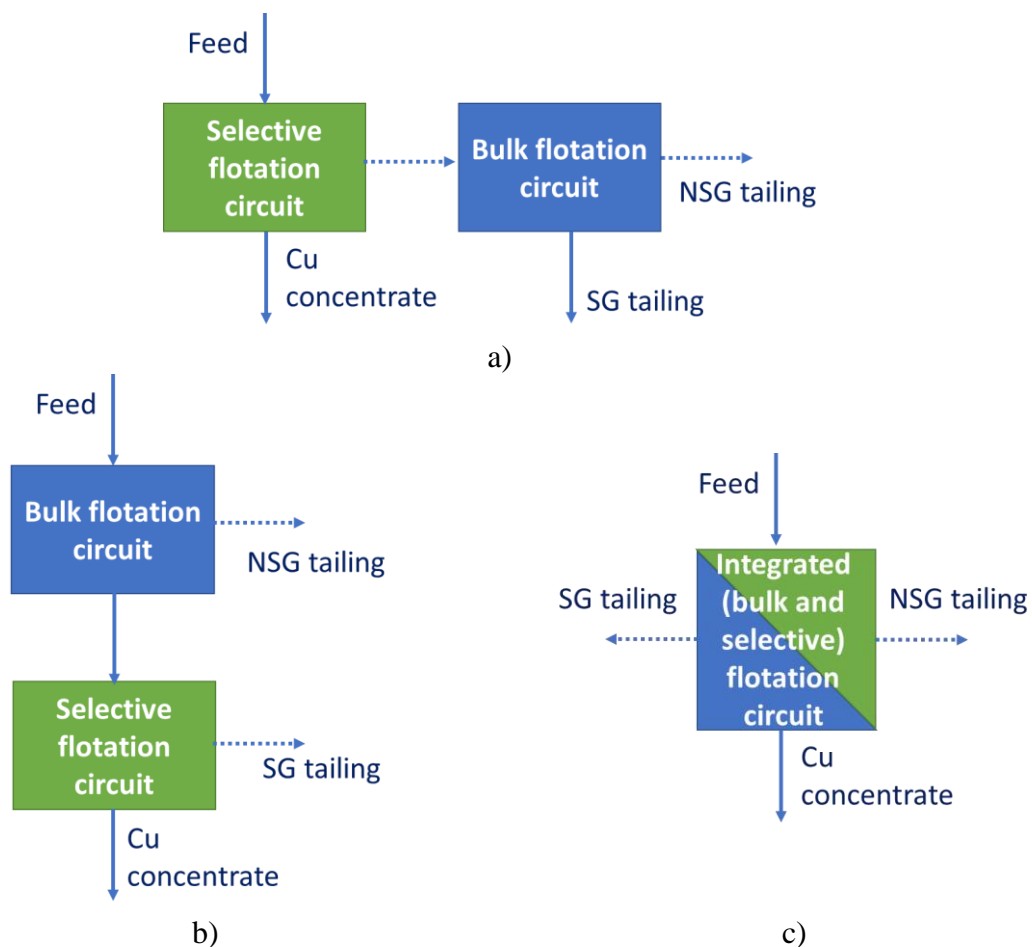 Feed
Selective
flotation
circuit
Bulk flotation
circuit
NSG tailing
Cu
concentrate
SG tailing
a)
Feed
Bulk flotation
circuit
NSG tailing
Selective
flotation
circuit
SG tailing
Cu
concentrate
b)
Feed
Integrated
(bulk and
selective)
flotation
circuit
SG tailing
NSG tailing
Cu
concentrate
c)